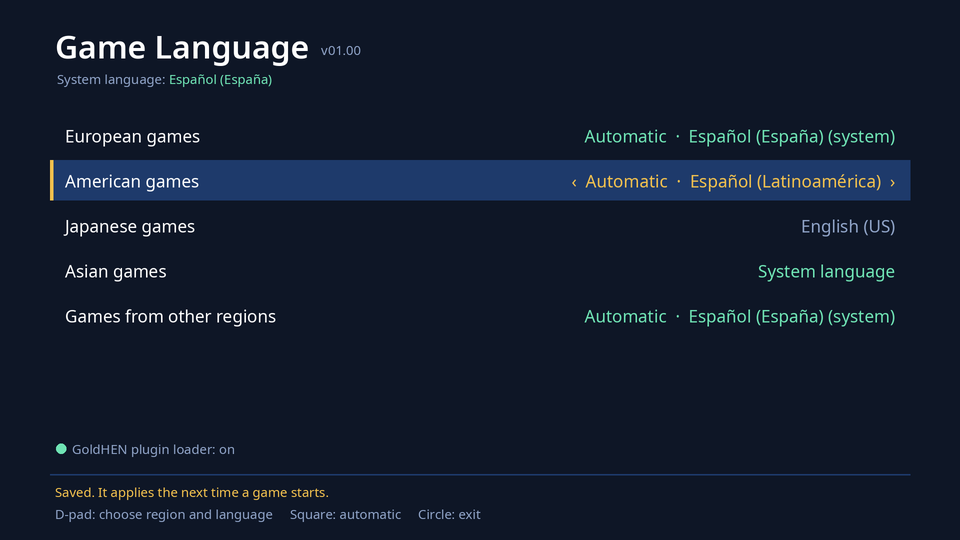 Game Language v01.00
System language: Español (España)
European games Automatic · Español (España) (system)
American games ‹ Automatic · Español (Latinoamérica) ›
Japanese games English (US)
Asian games System language
Games from other regions Automatic · Español (España) (system)
GoldHEN plugin loader: on
Saved. It applies the next time a game starts.
D-pad: choose region and language Square: automatic Circle: exit